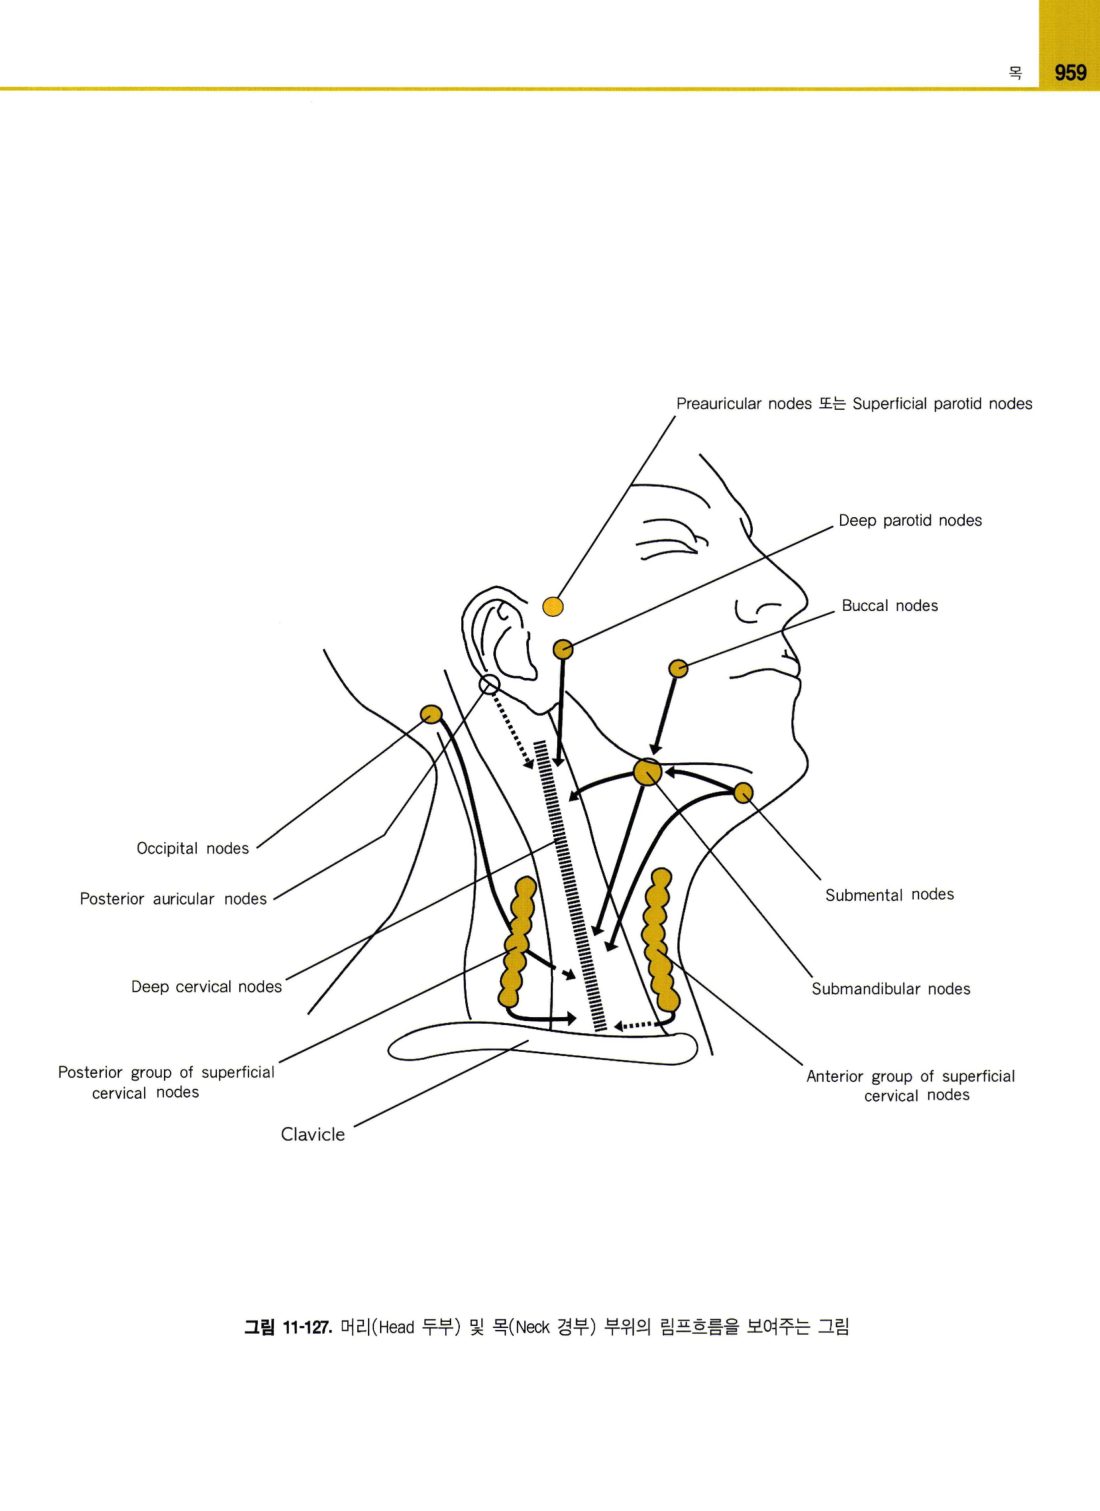 목 959
Preauricular nodes 또는 Superficial parotid nodes
Deep parotid nodes
Buccal nodes
Occipital nodes
Posterior auricular nodes
Submental nodes
Deep cervical nodes
Submandibular nodes
Posterior group of superficial
cervical nodes
Anterior group of superficial
cervical nodes
Clavicle
그림 11-127. 머리(Head 두부) 및 목(Neck 경부) 부위의 림프흐름을 보여주는 그림